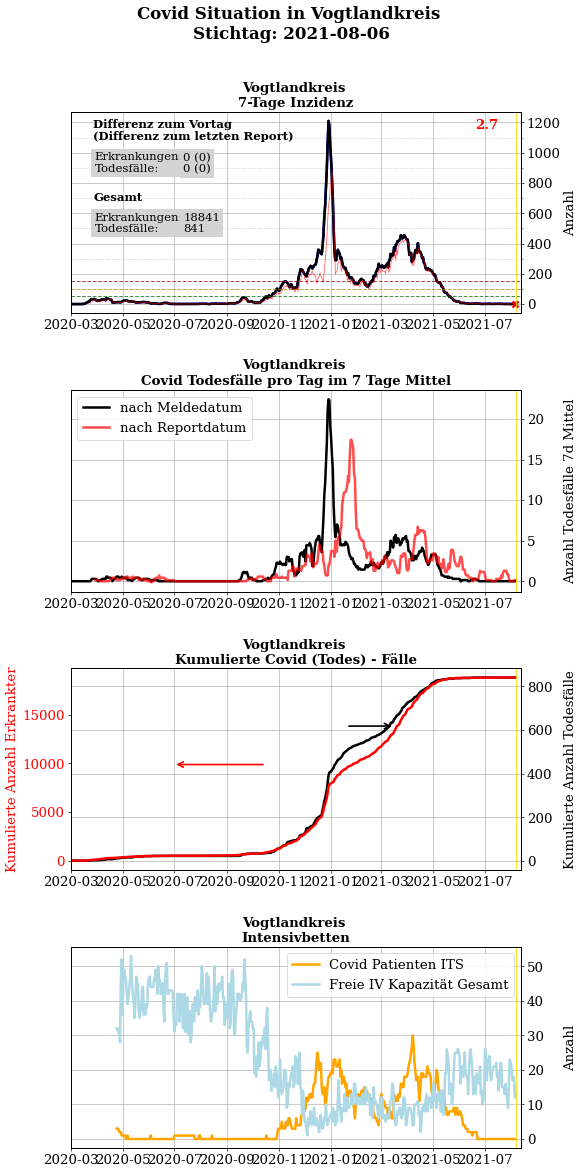 Covid Situation in Vogtlandkreis
Stichtag: 2021-08-06
Vogtlandkreis
7-Tage Inzidenz
Differenz zum Vortag
(Differenz zum letzten Report)
Erkrankungen 0 (0)
Todesfälle: 0 (0)
Gesamt
Erkrankungen 18841
Todesfälle: 841
2.7
1200
1000
800
600
400
200
0
Anzahl
2020-03 2020-05 2020-07 2020-09 2020-11 2021-01 2021-03 2021-05 2021-07
Vogtlandkreis
Covid Todesfälle pro Tag im 7 Tage Mittel
nach Meldedatum
nach Reportdatum
20
15
10
5
0
Anzahl Todesfälle 7d Mittel
2020-03 2020-05 2020-07 2020-09 2020-11 2021-01 2021-03 2021-05 2021-07
Vogtlandkreis
Kumulierte Covid (Todes) - Fälle
Kumulierte Anzahl Erkrankter
15000
10000
5000
0
800
600
400
200
0
Kumulierte Anzahl Todesfälle
2020-03 2020-05 2020-07 2020-09 2020-11 2021-01 2021-03 2021-05 2021-07
Vogtlandkreis
Intensivbetten
Covid Patienten ITS
Freie IV Kapazität Gesamt
50
40
30
20
10
0
Anzahl
2020-03 2020-05 2020-07 2020-09 2020-11 2021-01 2021-03 2021-05 2021-07